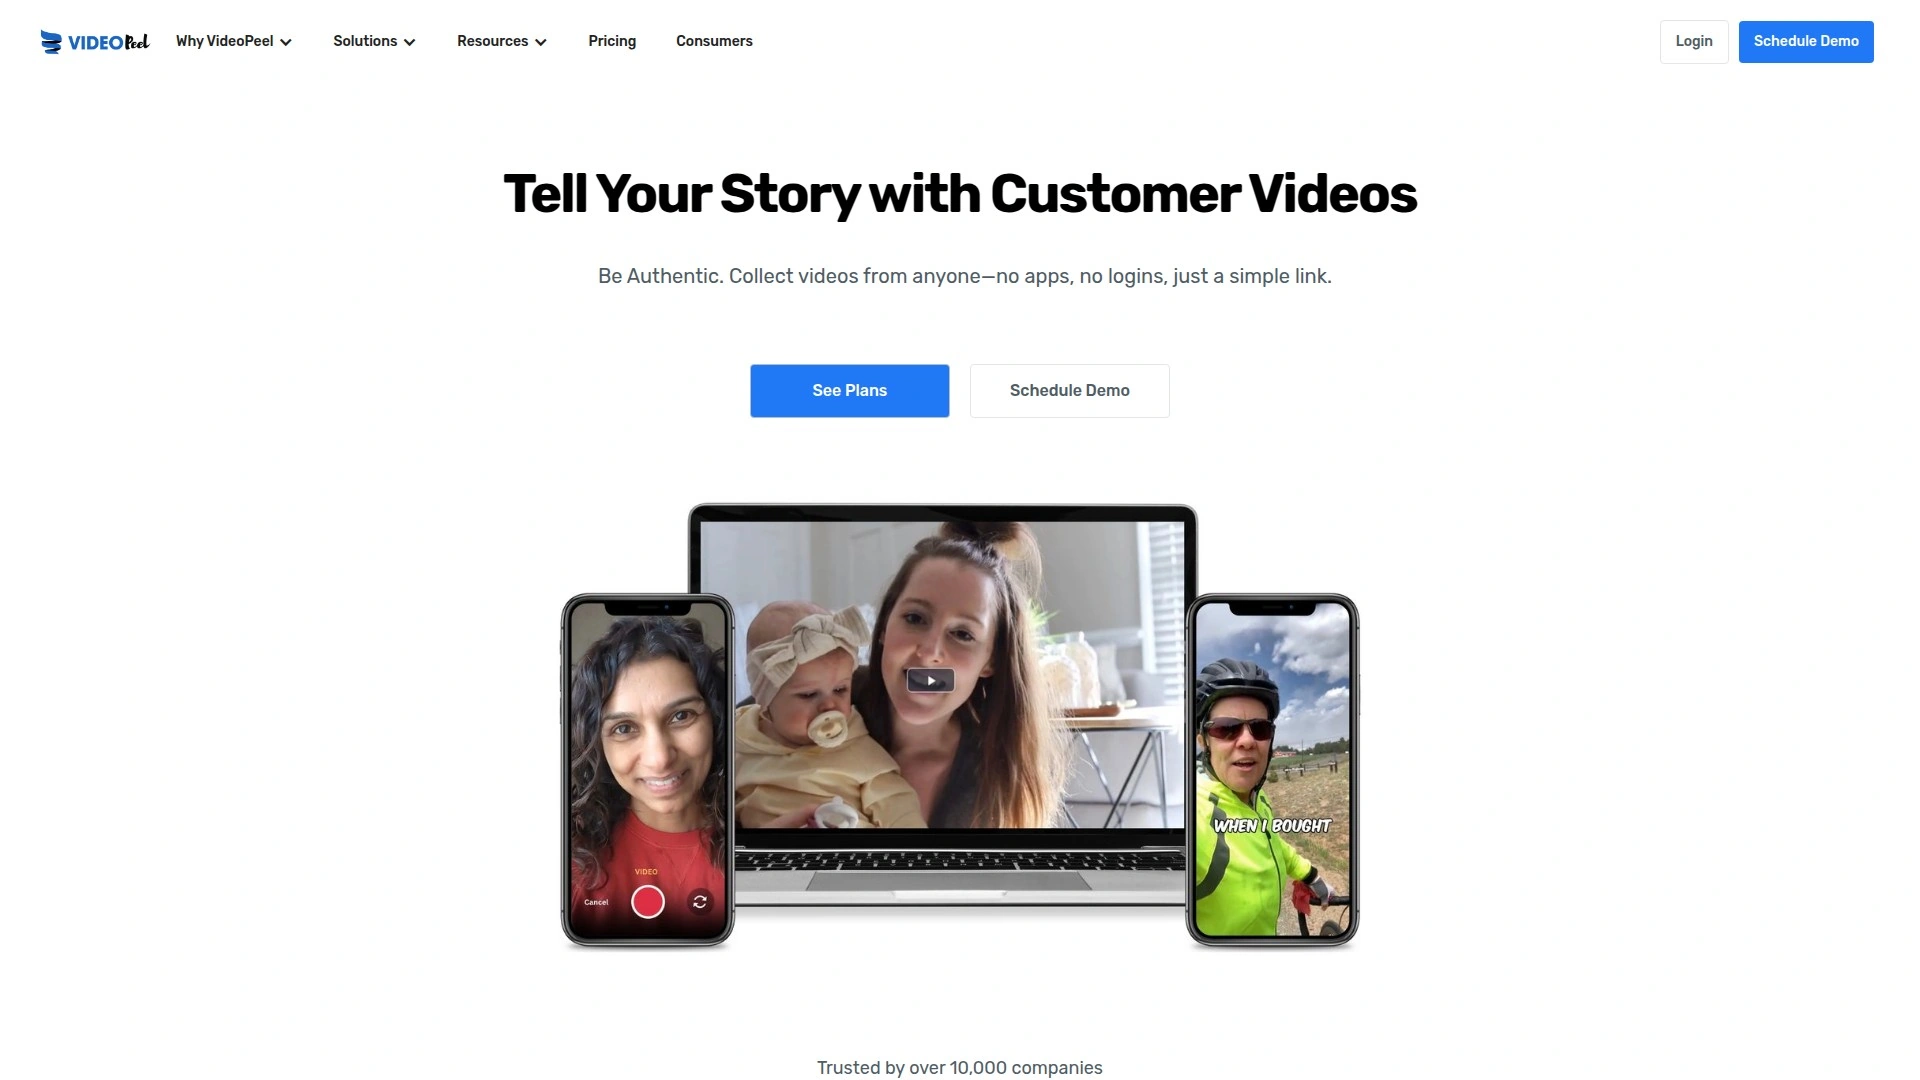 VIDEOPeel
Why VideoPeel
Solutions
Resources
Pricing
Consumers
Login
Schedule Demo
Tell Your Story with Customer Videos
Be Authentic. Collect videos from anyone—no apps, no logins, just a simple link.
See Plans
Schedule Demo
VIDEO
Cancel
WHEN I BOUGHT
Trusted by over 10,000 companies